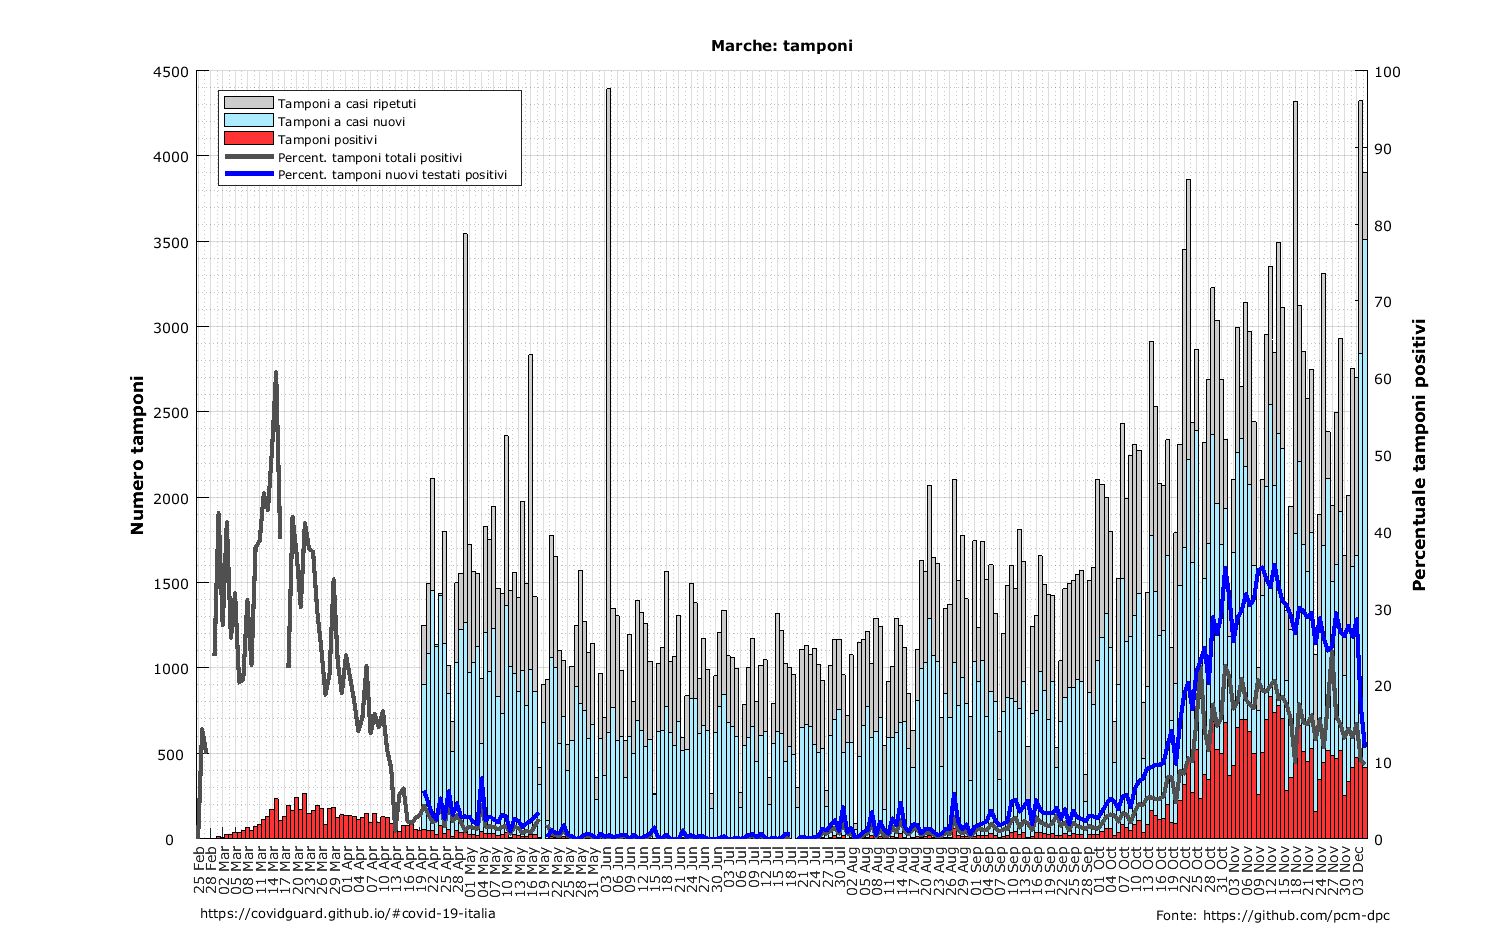 Marche: tamponi
4500
4000
3500
3000
2500
2000
1500
1000
500
0
100
90
80
70
60
50
40
30
20
10
0
Numero tamponi
Percentuale tamponi positivi
Tamponi a casi ripetuti
Tamponi a casi nuovi
Tamponi positivi
Percent. tamponi totali positivi
Percent. tamponi nuovi testati positivi
25 Feb
28 Feb
02 Mar
05 Mar
08 Mar
11 Mar
14 Mar
17 Mar
20 Mar
23 Mar
26 Mar
29 Mar
01 Apr
04 Apr
07 Apr
10 Apr
13 Apr
16 Apr
19 Apr
22 Apr
25 Apr
28 Apr
01 May
04 May
07 May
10 May
13 May
16 May
19 May
22 May
25 May
28 May
31 May
03 Jun
06 Jun
09 Jun
12 Jun
15 Jun
18 Jun
21 Jun
24 Jun
27 Jun
30 Jun
03 Jul
06 Jul
09 Jul
12 Jul
15 Jul
18 Jul
21 Jul
24 Jul
27 Jul
30 Jul
02 Aug
05 Aug
08 Aug
11 Aug
14 Aug
17 Aug
20 Aug
23 Aug
26 Aug
29 Aug
01 Sep
04 Sep
07 Sep
10 Sep
13 Sep
16 Sep
19 Sep
22 Sep
25 Sep
28 Sep
01 Oct
04 Oct
07 Oct
10 Oct
13 Oct
16 Oct
19 Oct
22 Oct
25 Oct
28 Oct
31 Oct
03 Nov
06 Nov
09 Nov
12 Nov
15 Nov
18 Nov
21 Nov
24 Nov
27 Nov
30 Nov
03 Dec
https://covidguard.github.io/#covid-19-italia
Fonte: https://github.com/pcm-dpc